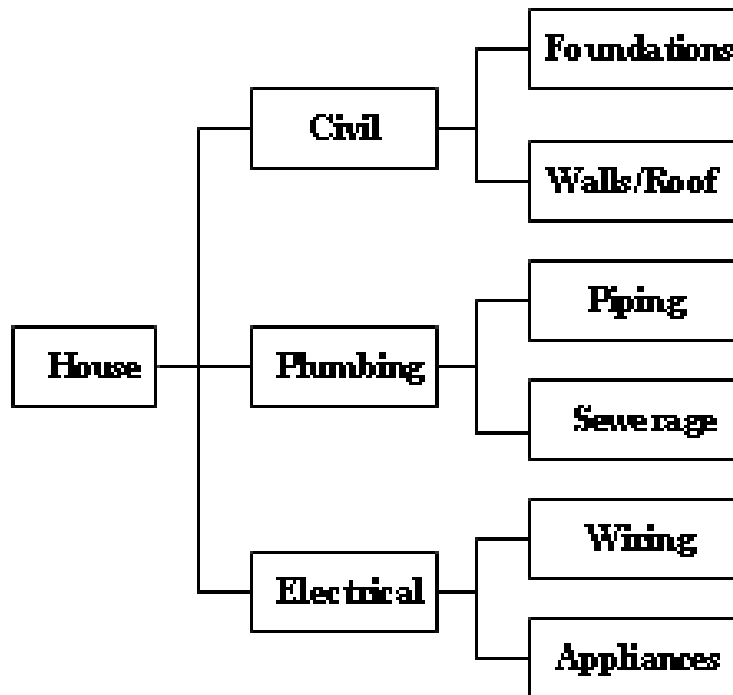 House
Civil
Foundations
Walls/Roof
Plumbing
Piping
Sewerage
Electrical
Wiring
Appliances